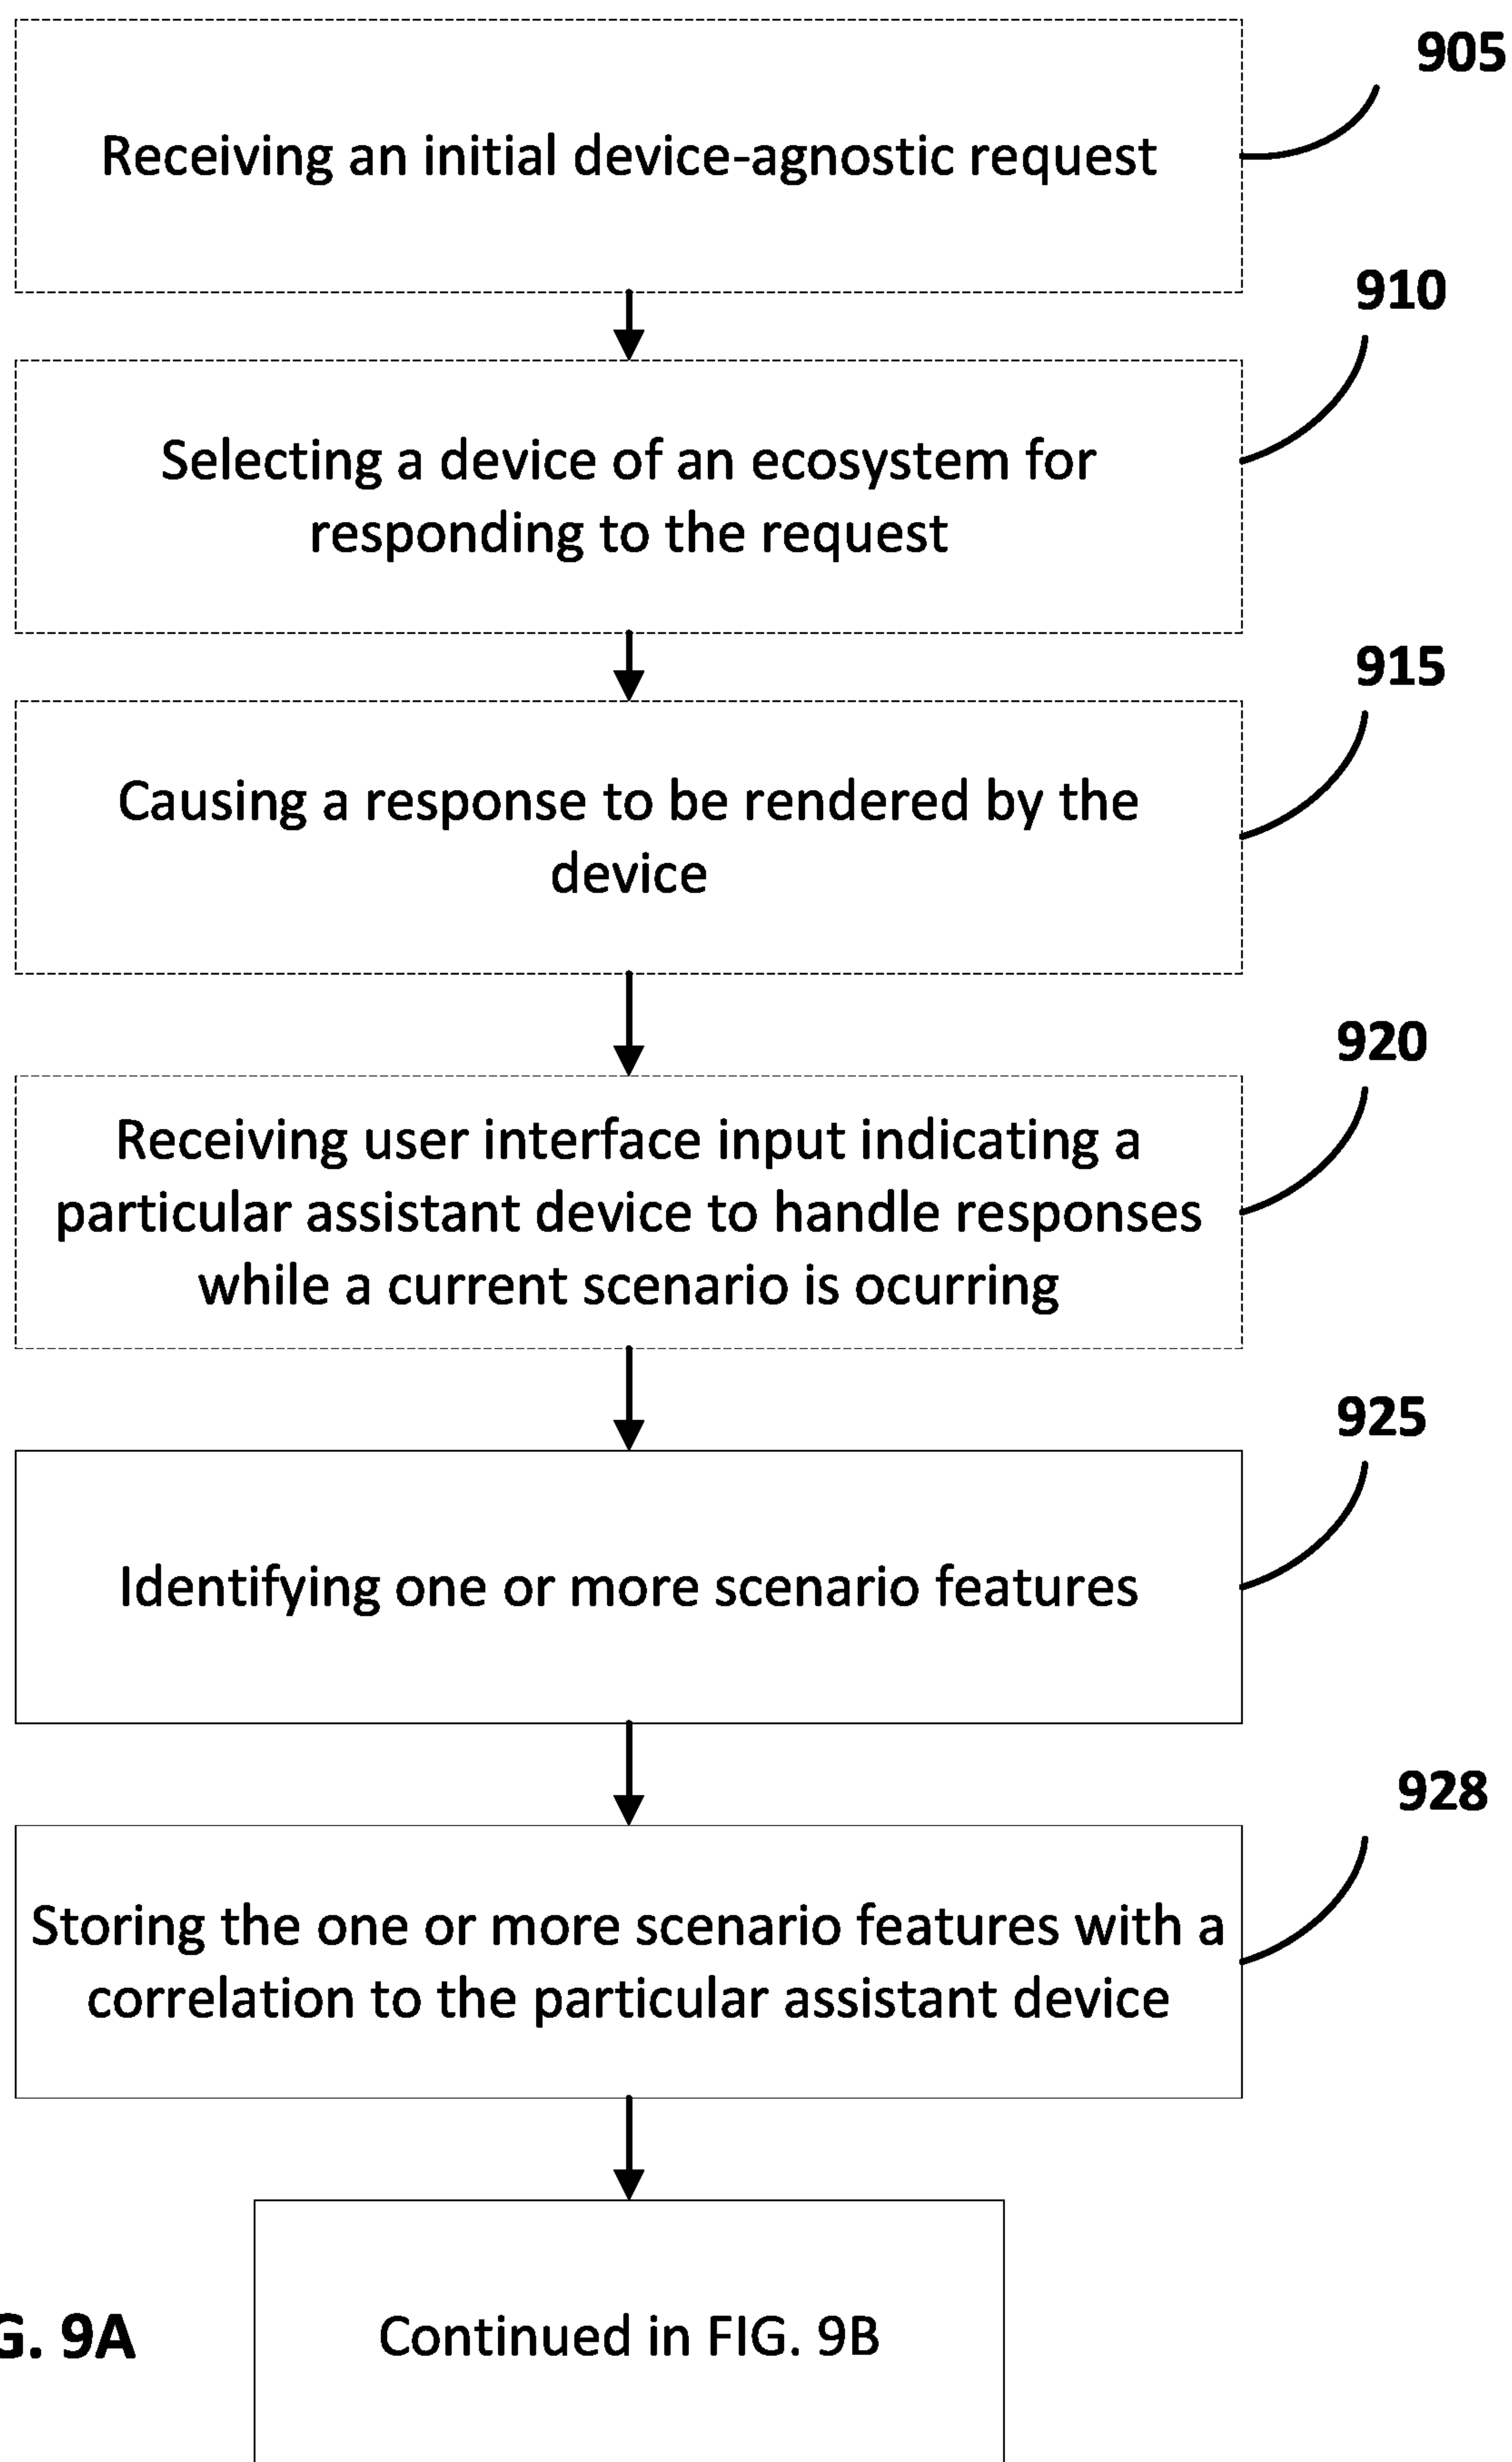 905
Receiving an initial device-agnostic request
910
Selecting a device of an ecosystem for
responding to the request
915
Causing a response to be rendered by the
device
920
Receiving user interface input indicating a
particular assistant device to handle responses
while a current scenario is ocurring
925
Identifying one or more scenario features
928
Storing the one or more scenario features with a
correlation to the particular assistant device
G. 9A
Continued in FIG. 9B